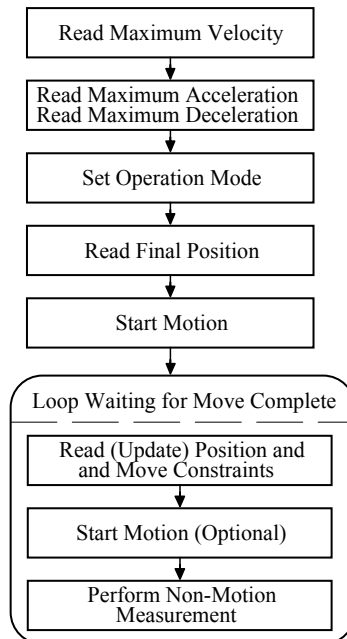 Read Maximum Velocity
Read Maximum Acceleration
Read Maximum Deceleration
Set Operation Mode
Read Final Position
Start Motion
Loop Waiting for Move Complete
Read (Update) Position and
and Move Constraints
Start Motion (Optional)
Perform Non-Motion
Measurement